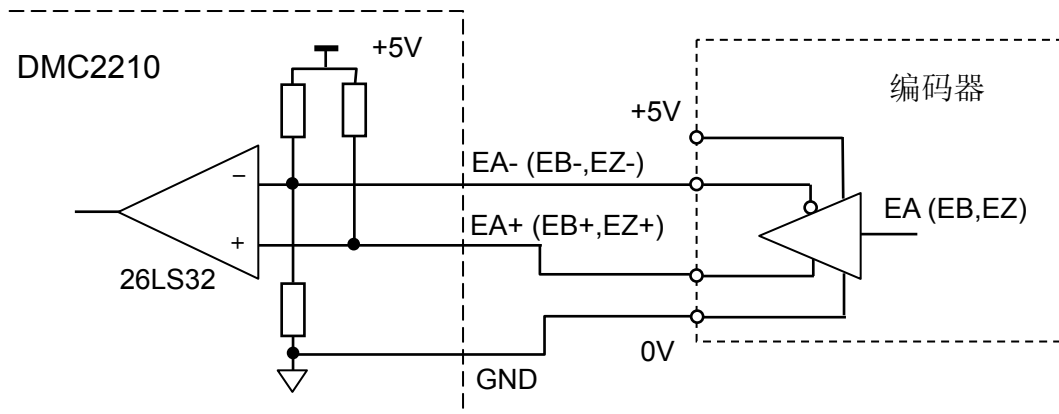 DMC2210
+5V
编码器
+5V
EA- (EB-,EZ-)
−
EA (EB,EZ)
EA+ (EB+,EZ+)
+
26LS32
0V
GND